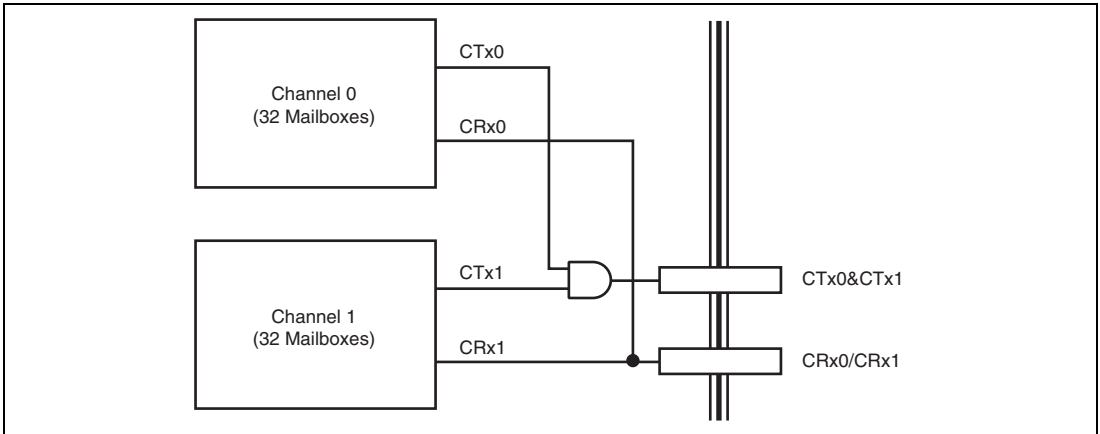 Channel 0
(32 Mailboxes)
CTx0
CRx0
Channel 1
(32 Mailboxes)
CTx1
CRx1
CTx0&CTx1
CRx0/CRx1